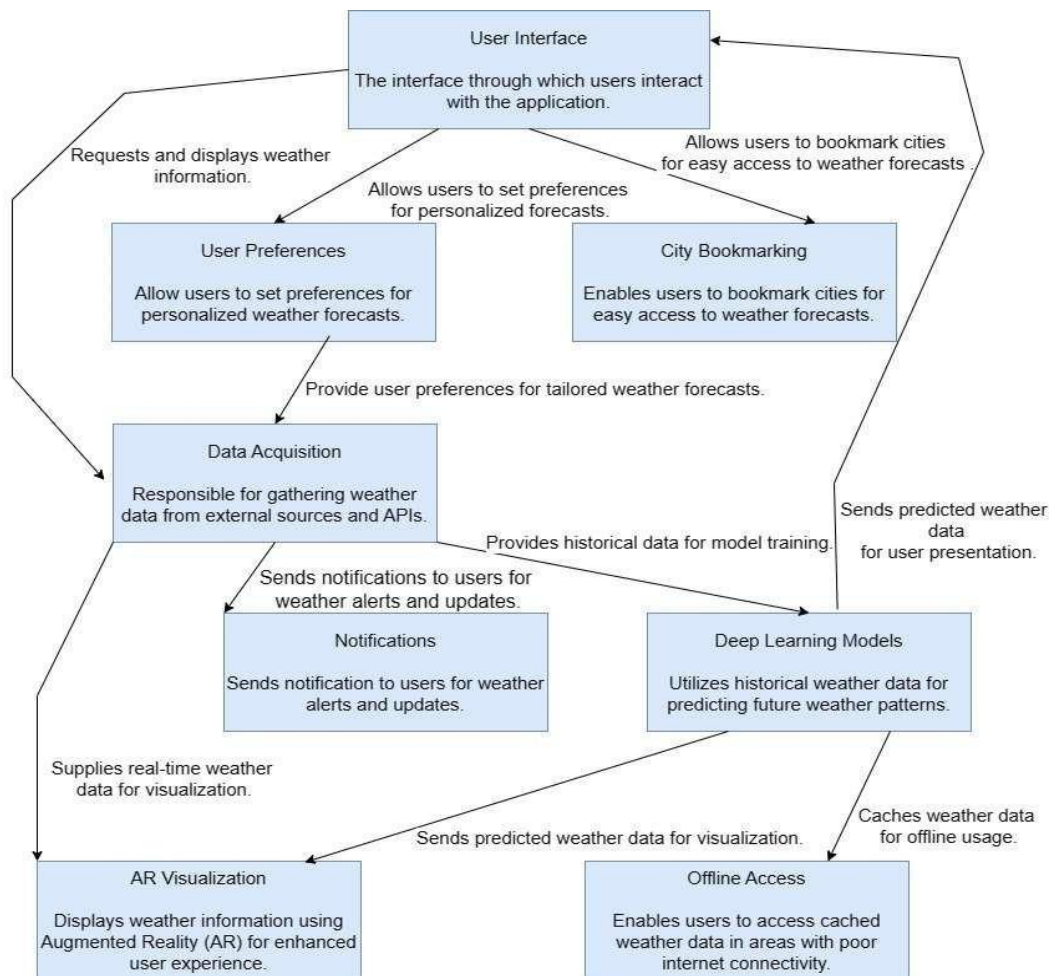 User Interface
The interface through which users interact
with the application.
Requests and displays weather
information.
Allows users to set preferences
for personalized forecasts.
Allows users to bookmark cities
for easy access to weather forecasts .
User Preferences
Allow users to set preferences for
personalized weather forecasts.
City Bookmarking
Enables users to bookmark cities for
easy access to weather forecasts.
Provide user preferences for tailored weather forecasts.
Data Acquisition
Responsible for gathering weather
data from external sources and APIs.
Provides historical data for model training.
Sends predicted weather
data
for user presentation.
Sends notifications to users for
weather alerts and updates.
Notifications
Sends notification to users for weather
alerts and updates.
Deep Learning Models
Utilizes historical weather data for
predicting future weather patterns.
Supplies real-time weather
data for visualization.
Sends predicted weather data for visualization.
Caches weather data
for offline usage.
AR Visualization
Displays weather information using
Augmented Reality (AR) for enhanced
user experience.
Offline Access
Enables users to access cached
weather data in areas with poor
internet connectivity.